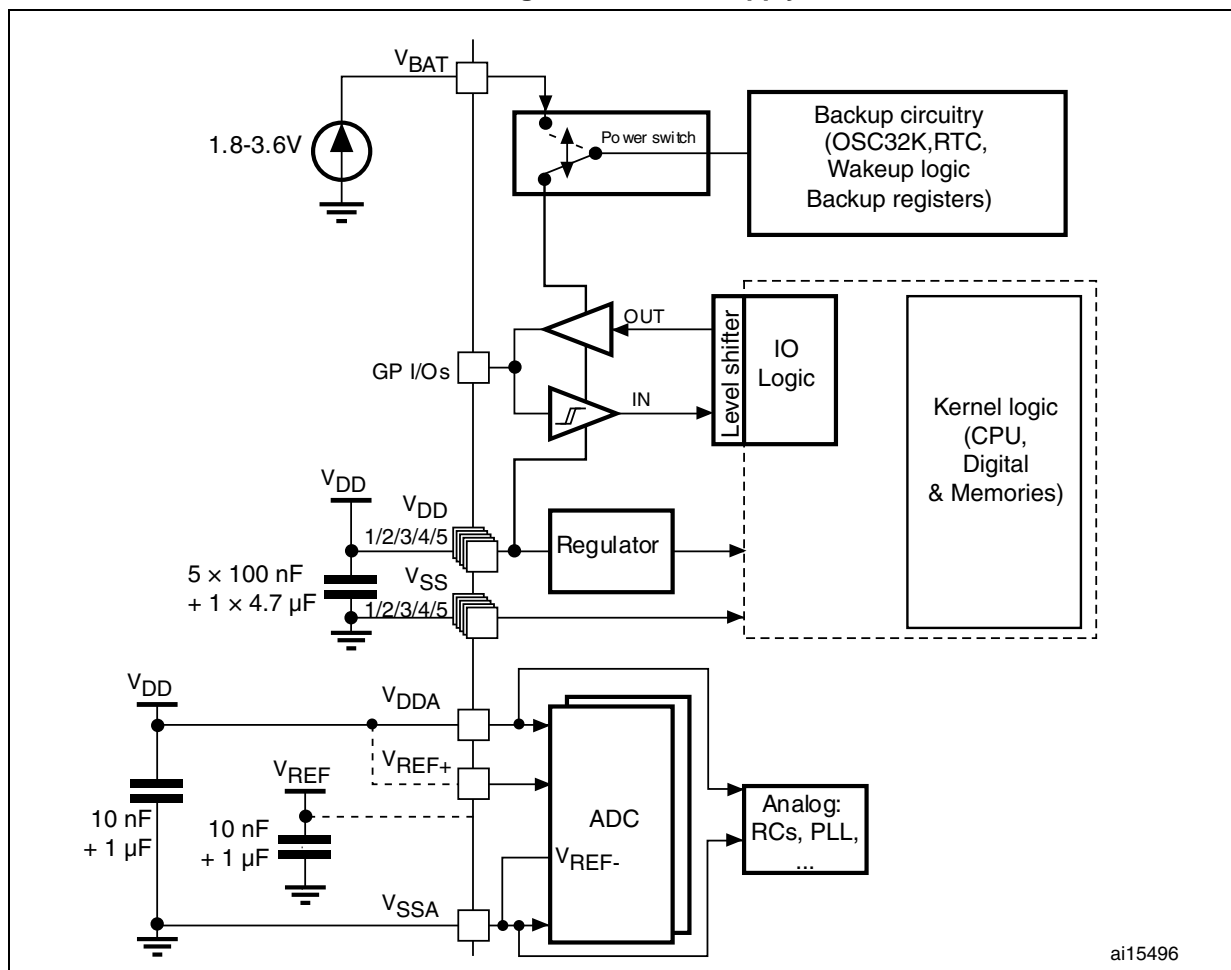 V_BAT
1.8-3.6V
Power switch
Backup circuitry
(OSC32K,RTC,
Wakeup logic
Backup registers)
GP I/Os
OUT
IN
Level shifter
IO
Logic
Kernel logic
(CPU,
Digital
& Memories)
V_DD
V_DD
1/2/3/4/5
Regulator
5 × 100 nF
+ 1 × 4.7 µF
V_SS
1/2/3/4/5
V_DD
V_DDA
V_REF+
V_REF
10 nF
+ 1 µF
10 nF
+ 1 µF
ADC
V_REF-
Analog:
RCs, PLL,
...
V_SSA
ai15496